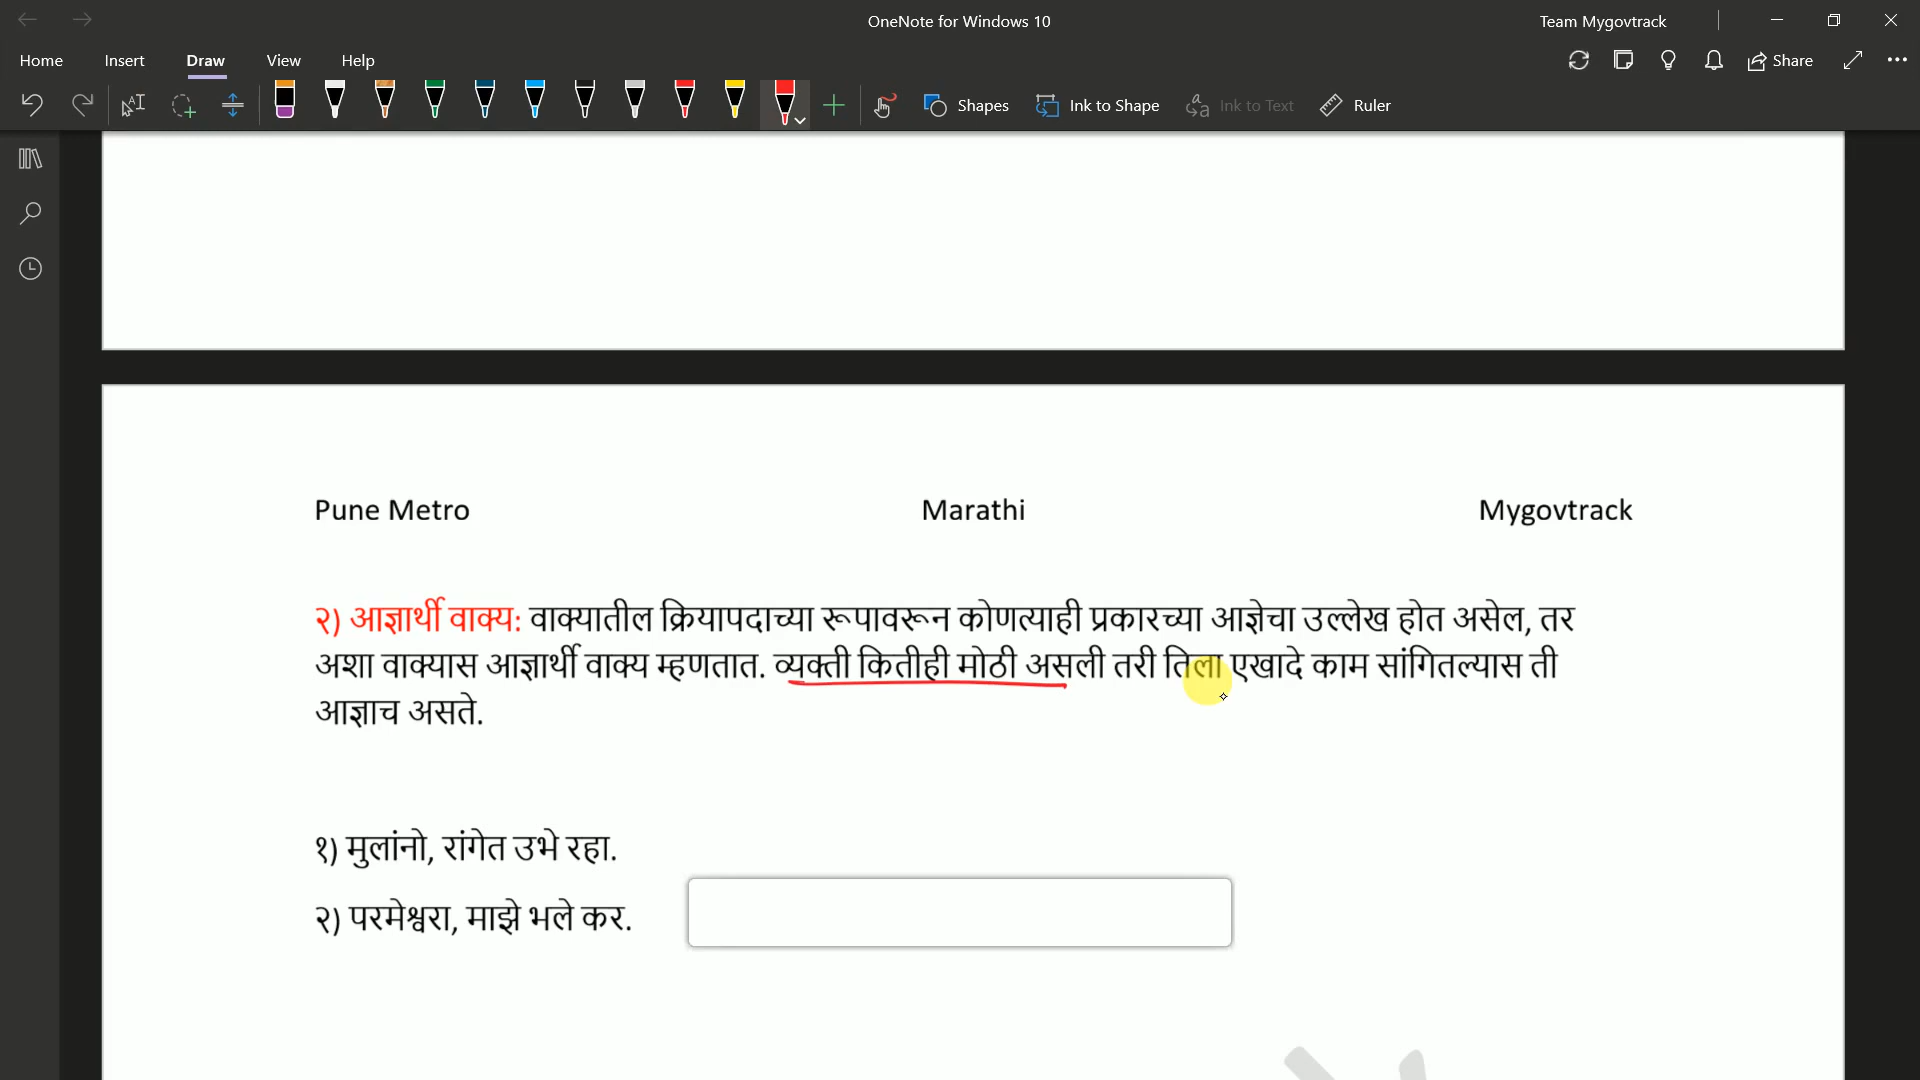 OneNote for Windows 10
Team Mygovtrack
Home Insert Draw View Help
Share
Shapes Ink to Shape Ink to Text Ruler
Pune Metro Marathi Mygovtrack
२) आज्ञार्थी वाक्य: वाक्यातील क्रियापदाच्या रूपावरून कोणत्याही प्रकारच्या आज्ञेचा उल्लेख होत असेल, तर
अशा वाक्यास आज्ञार्थी वाक्य म्हणतात. व्यक्ती कितीही मोठी असली तरी तिला एखादे काम सांगितल्यास ती
आज्ञाच असते.
१) मुलांनो, रांगेत उभे रहा.
२) परमेश्वरा, माझे भले कर.